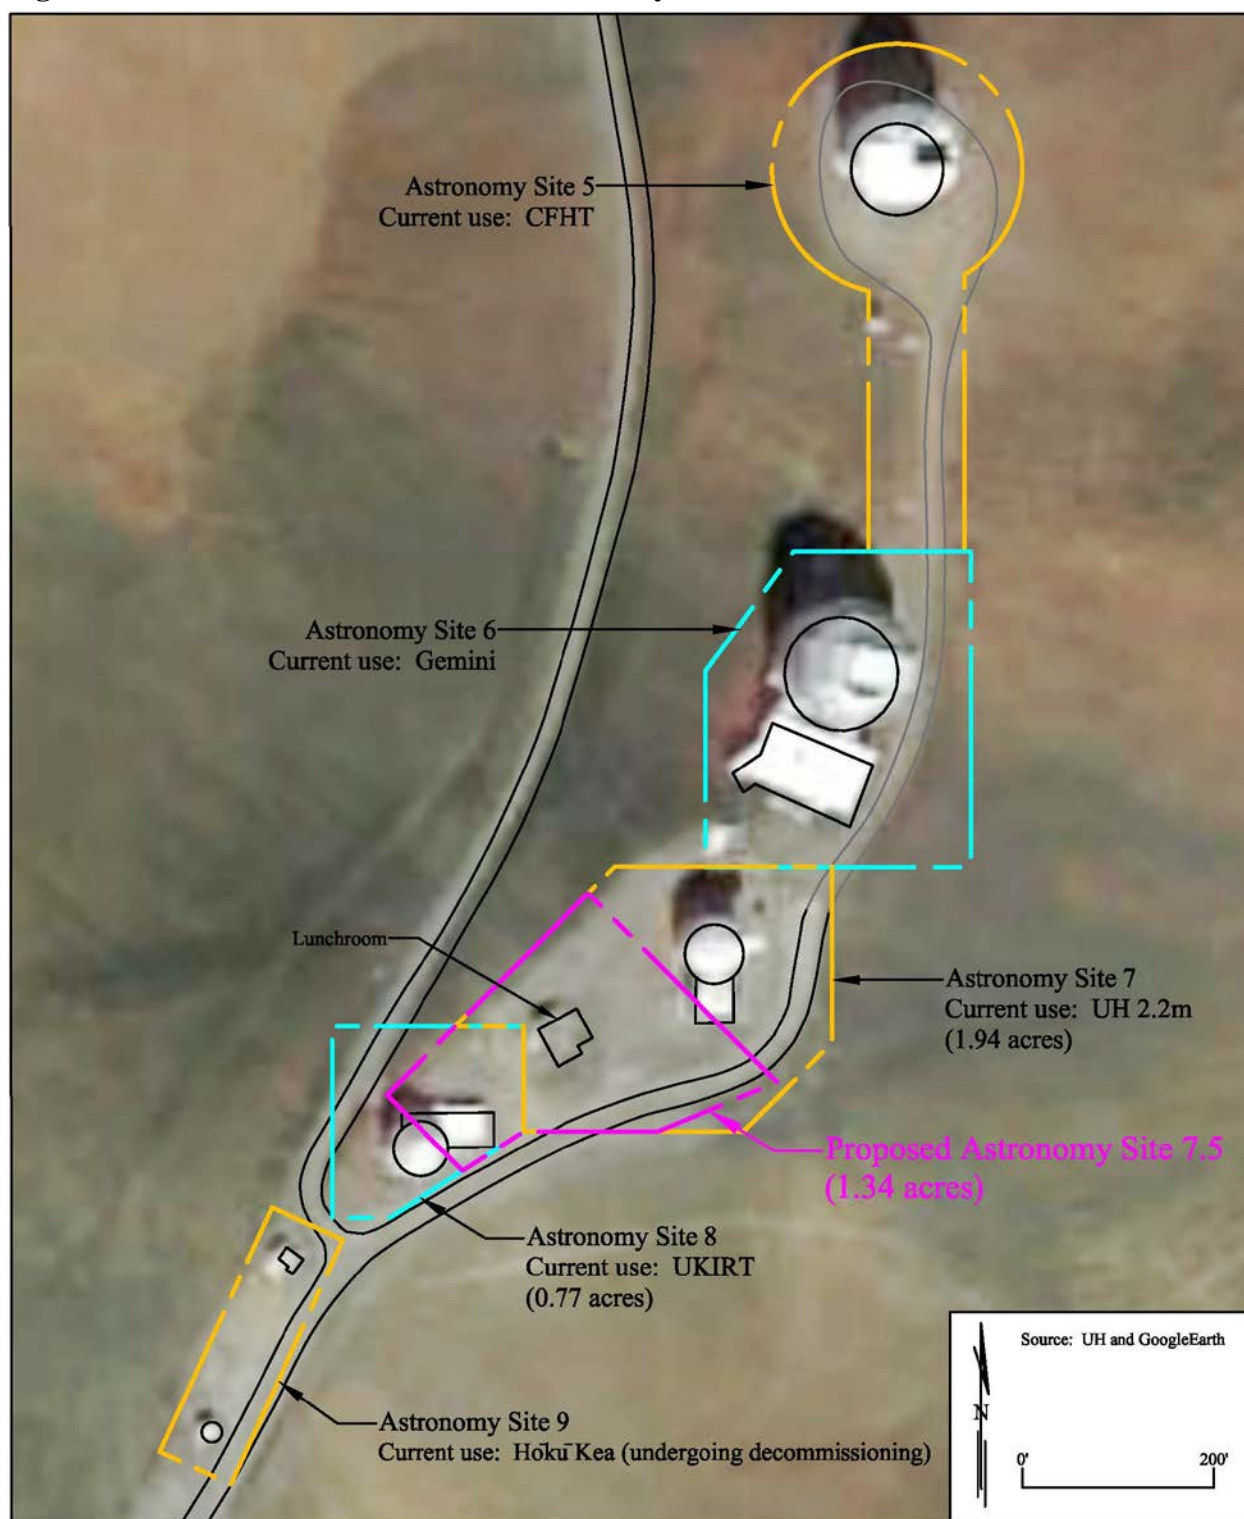 Astronomy Site 5
Current use: CFHT
Astronomy Site 6
Current use: Gemini
Lunchroom
Astronomy Site 7
Current use: UH 2.2m
(1.94 acres)
Proposed Astronomy Site 7.5
(1.34 acres)
Astronomy Site 8
Current use: UKIRT
(0.77 acres)
Astronomy Site 9
Current use: Hōkū Kea (undergoing decommissioning)
Source: UH and GoogleEarth
N
0' 200'